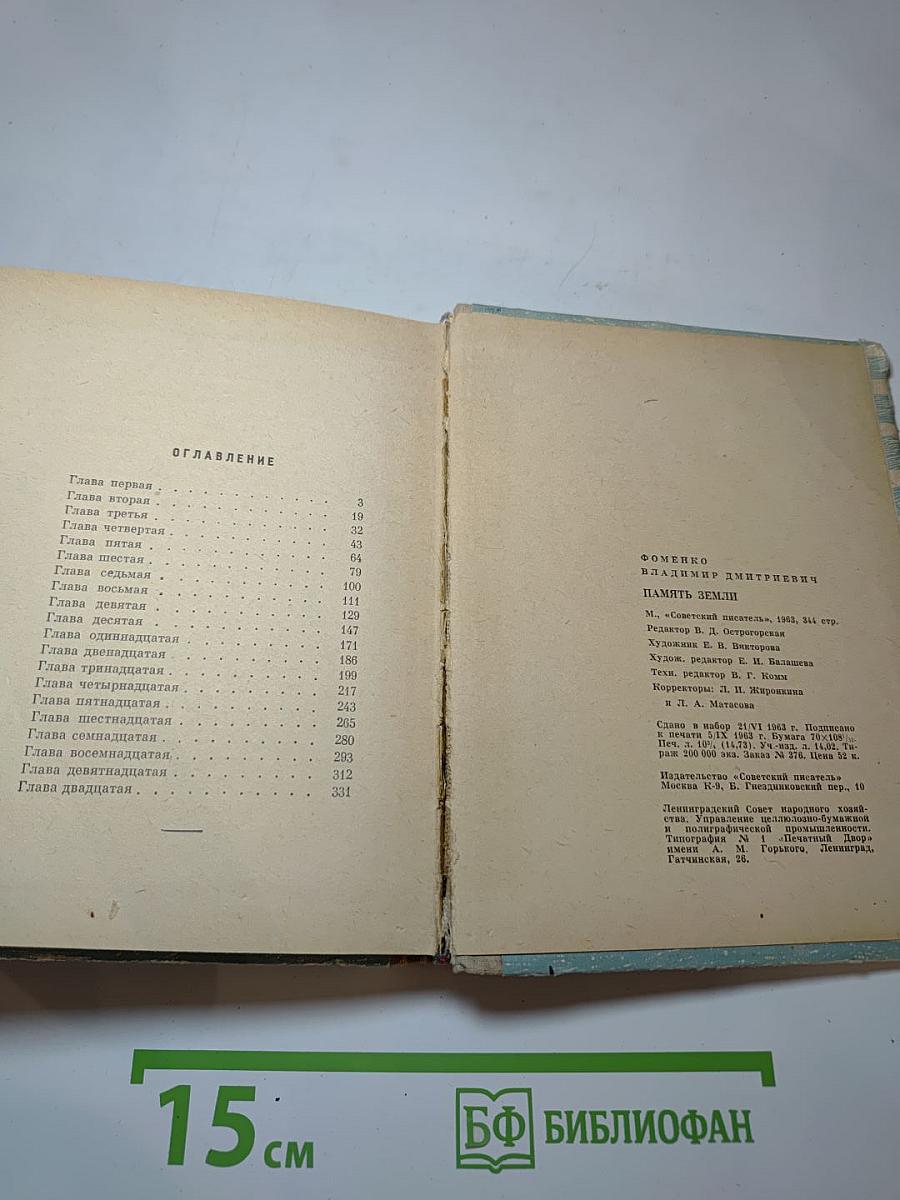 ОГЛАВЛЕНИЕ
Глава первая . . . . . . . . . . 3
Глава вторая . . . . . . . . . . 19
Глава третья . . . . . . . . . . 32
Глава четвертая . . . . . . . . . . 43
Глава пятая . . . . . . . . . . 64
Глава шестая . . . . . . . . . . 79
Глава седьмая . . . . . . . . . . 100
Глава восьмая . . . . . . . . . . 111
Глава девятая . . . . . . . . . . 129
Глава десятая . . . . . . . . . . 147
Глава одиннадцатая . . . . . . . . . . 171
Глава двенадцатая . . . . . . . . . . 186
Глава тринадцатая . . . . . . . . . . 199
Глава четырнадцатая . . . . . . . . . . 217
Глава пятнадцатая . . . . . . . . . . 243
Глава шестнадцатая . . . . . . . . . . 265
Глава семнадцатая . . . . . . . . . . 280
Глава восемнадцатая . . . . . . . . . . 293
Глава девятнадцатая . . . . . . . . . . 312
Глава двадцатая . . . . . . . . . . 331
ФОМЕНКО
ВЛАДИМИР ДМИТРИЕВИЧ
ПАМЯТЬ ЗЕМЛИ
М., «Советский писатель», 1963, 344 стр.
Редактор В. Д. Острогорская
Художник Е. В. Викторова
Худож. редактор Е. И. Балашева
Техн. редактор В. Г. Комм
Корректоры: Л. И. Жиронкина
и Л. А. Матасова
Сдано в набор 21/VI 1963 г. Подписано
к печати 5/IX 1963 г. Бумага 70×108 1/32.
Печ. л. 10 3/4 (14,73). Уч.-изд. л. 14,02. Ти-
раж 200 000 экз. Заказ № 376. Цена 52 к.
Издательство «Советский писатель»
Москва К-9, Б. Гнездниковский пер., 10
Ленинградский Совет народного хозяй-
ства. Управление целлюлозно-бумажной
и полиграфической промышленности.
Типография № 1 «Печатный Двор»
имени А. М. Горького, Ленинград,
Гатчинская, 26.
15 см
БФ БИБЛИОФАН